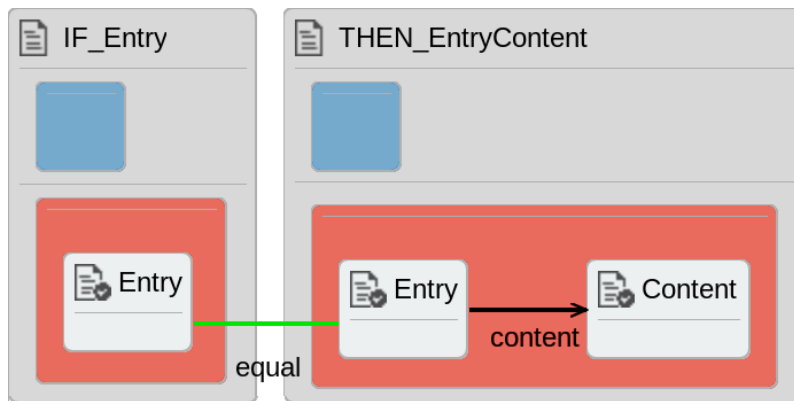 IF_Entry
THEN_EntryContent
Entry
Entry
Content
content
equal